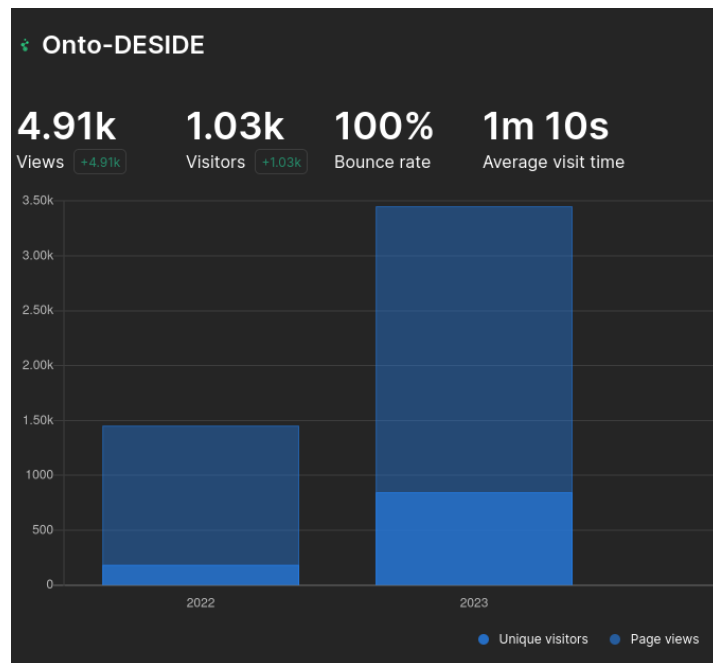 Onto-DESIDE
4.91k 1.03k 100% 1m 10s
Views +4.91k Visitors +1.03k Bounce rate Average visit time
3.50k
3.00k
2.50k
2.00k
1.50k
1000
500
0
2022 2023
Unique visitors Page views